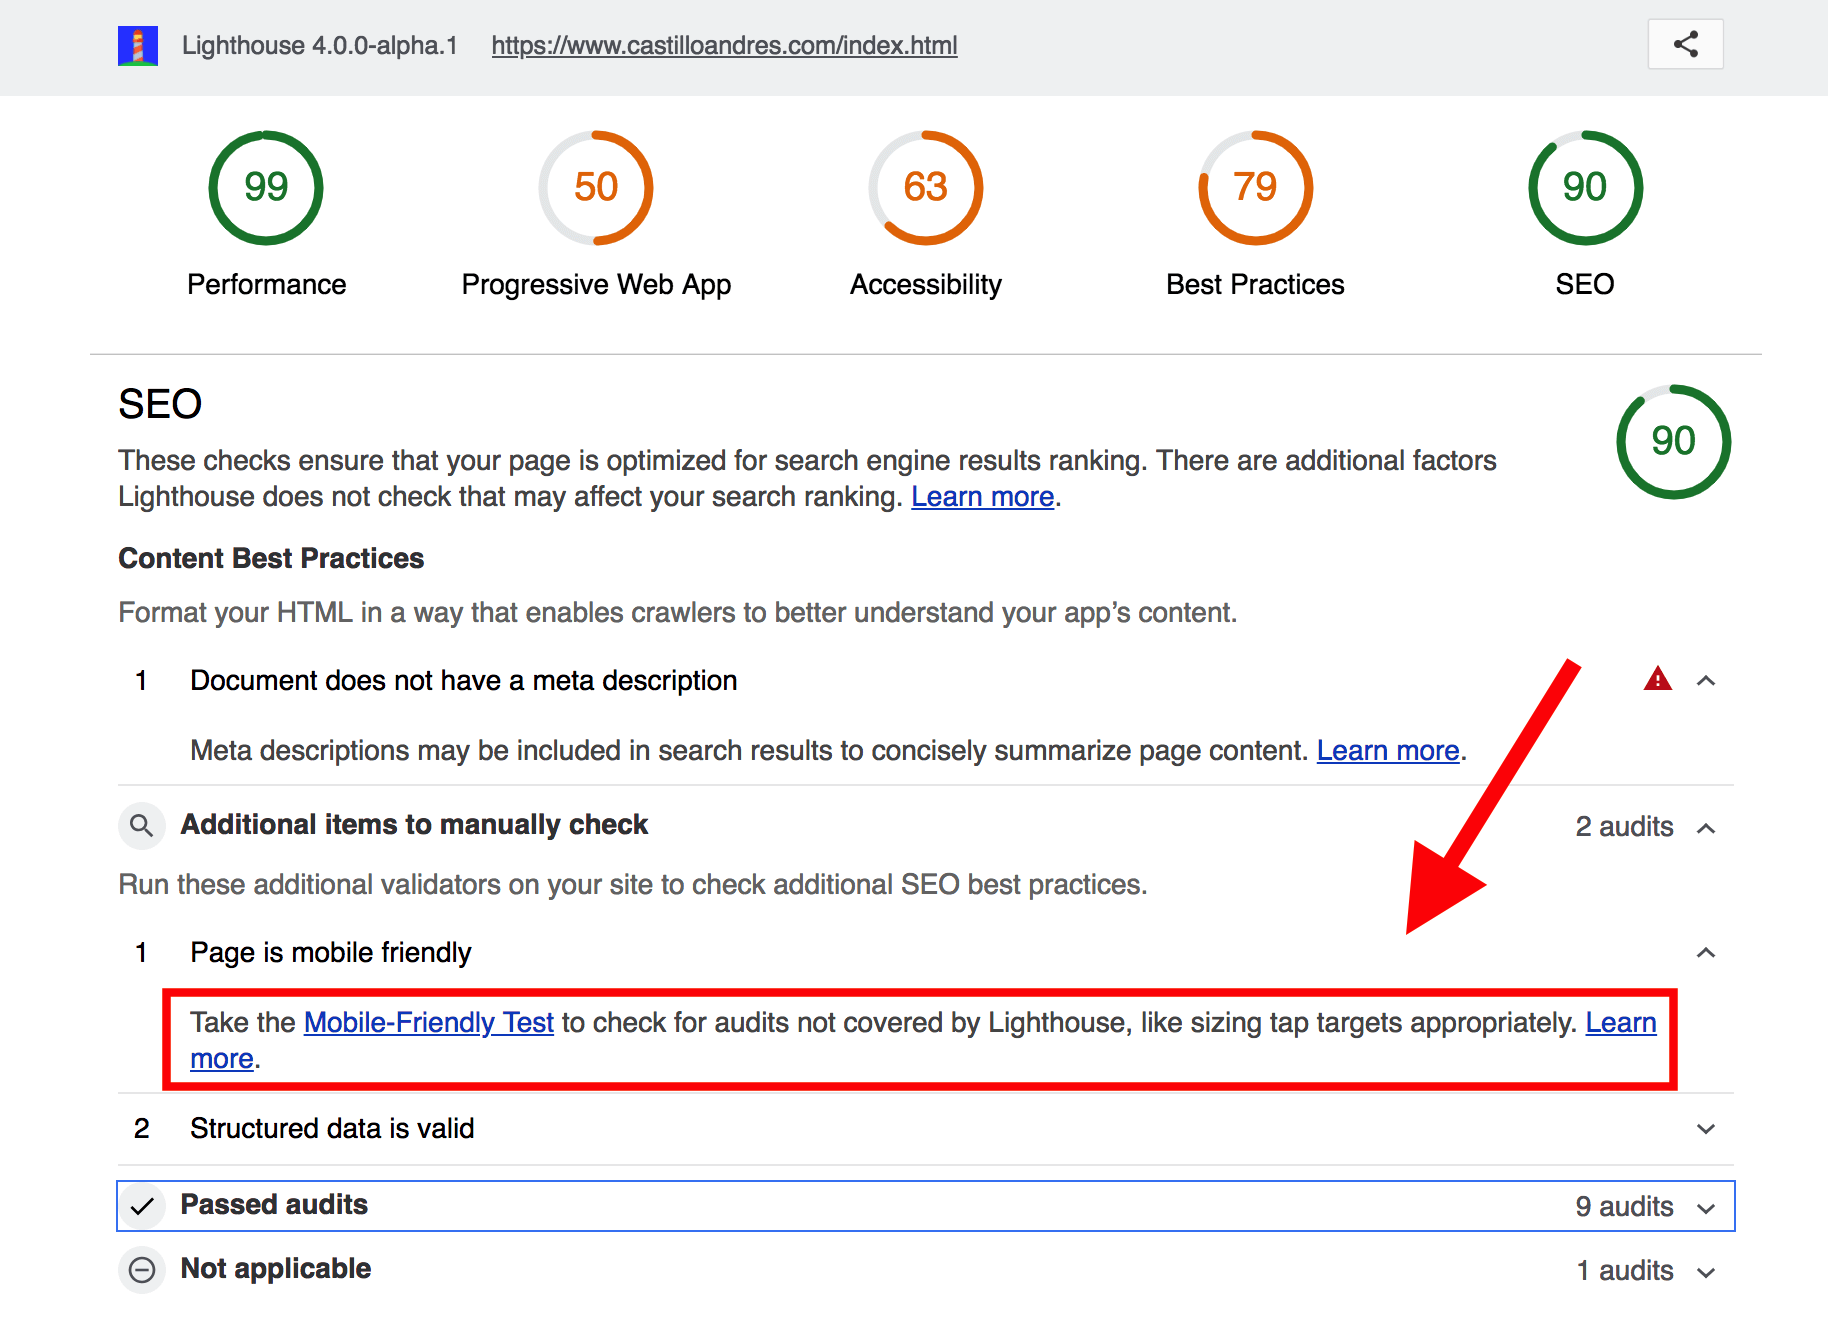 Lighthouse 4.0.0-alpha.1 https://www.castilloandres.com/index.html
99 50 63 79 90
Performance Progressive Web App Accessibility Best Practices SEO
SEO
90
These checks ensure that your page is optimized for search engine results ranking. There are additional factors
Lighthouse does not check that may affect your search ranking. Learn more.
Content Best Practices
Format your HTML in a way that enables crawlers to better understand your app’s content.
1 Document does not have a meta description
Meta descriptions may be included in search results to concisely summarize page content. Learn more.
Additional items to manually check 2 audits
Run these additional validators on your site to check additional SEO best practices.
1 Page is mobile friendly
Take the Mobile-Friendly Test to check for audits not covered by Lighthouse, like sizing tap targets appropriately. Learn
more.
2 Structured data is valid
Passed audits 9 audits
Not applicable 1 audits